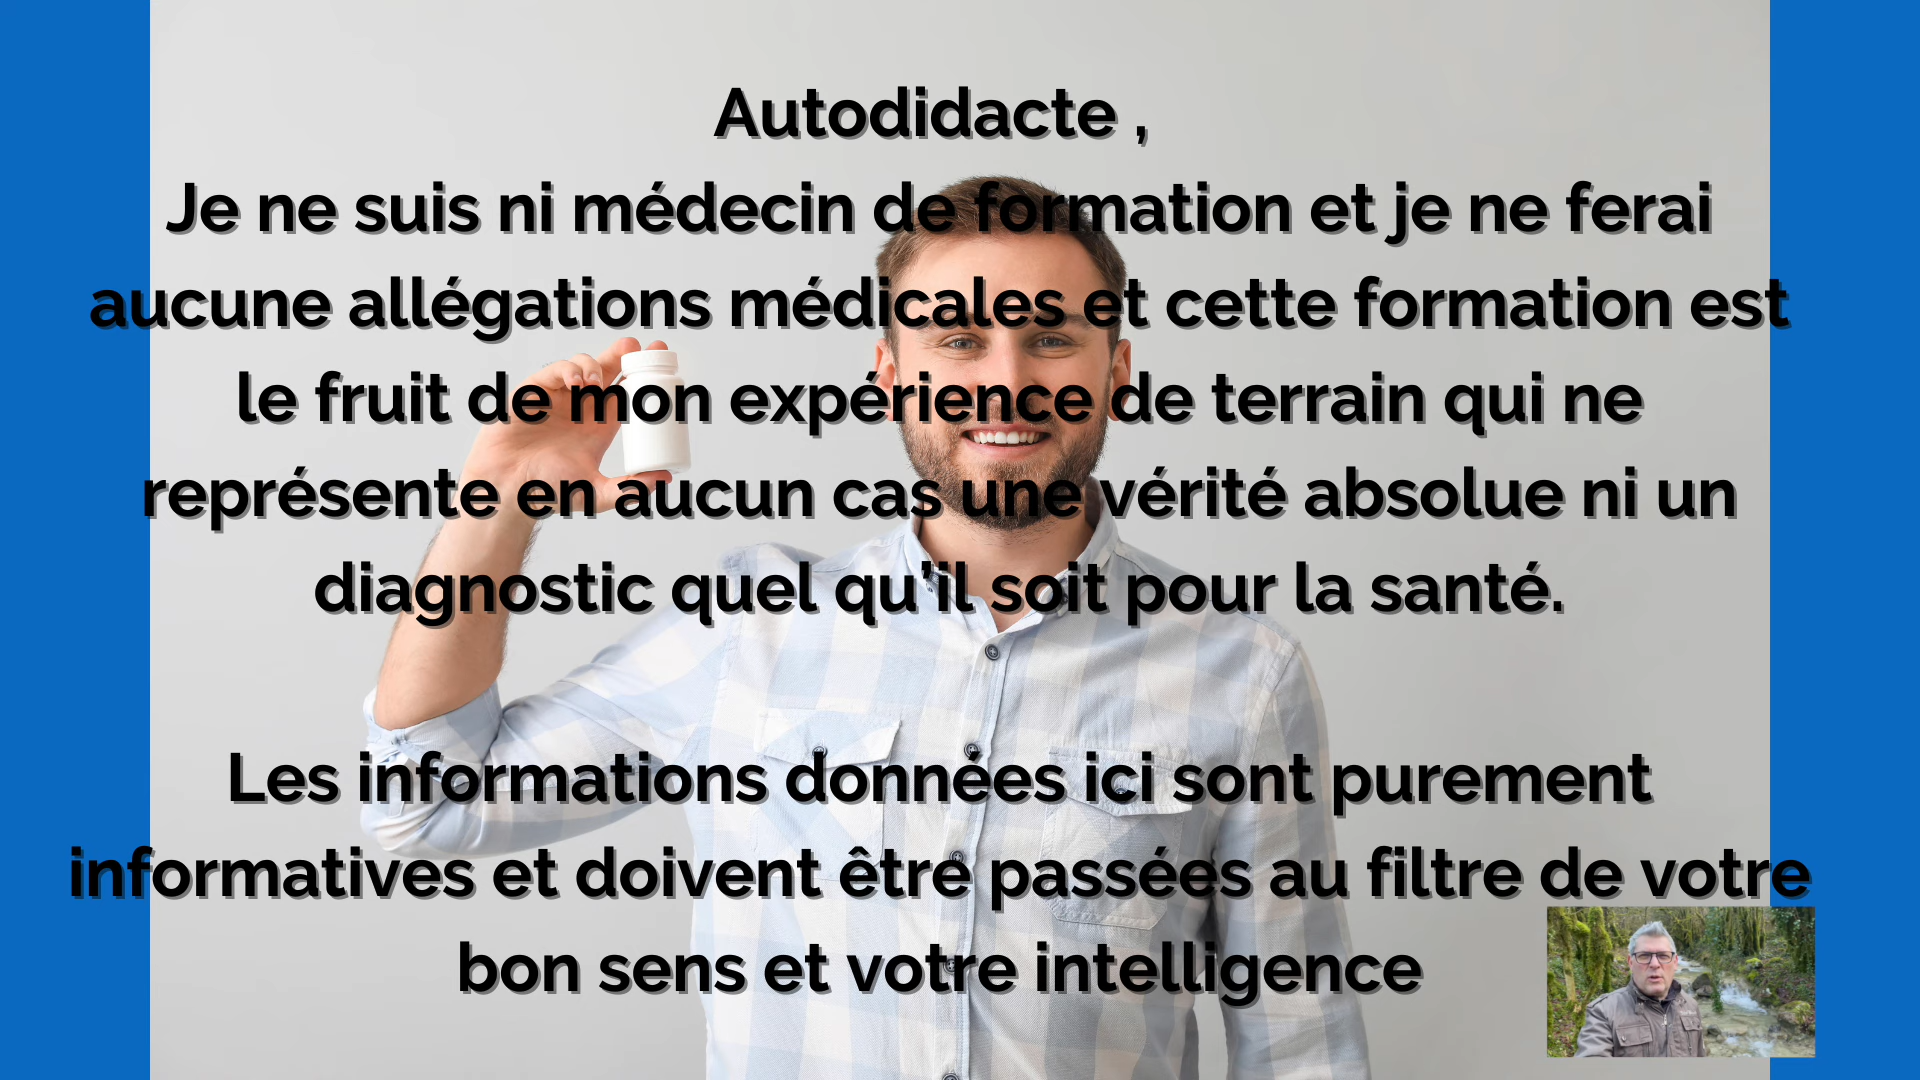 Autodidacte ,
Je ne suis ni médecin de formation et je ne ferai
aucune allégations médicales et cette formation est
le fruit de mon expérience de terrain qui ne
représente en aucun cas une vérité absolue ni un
diagnostic quel qu'il soit pour la santé.
Les informations données ici sont purement
informatives et doivent être passées au filtre de votre
bon sens et votre intelligence